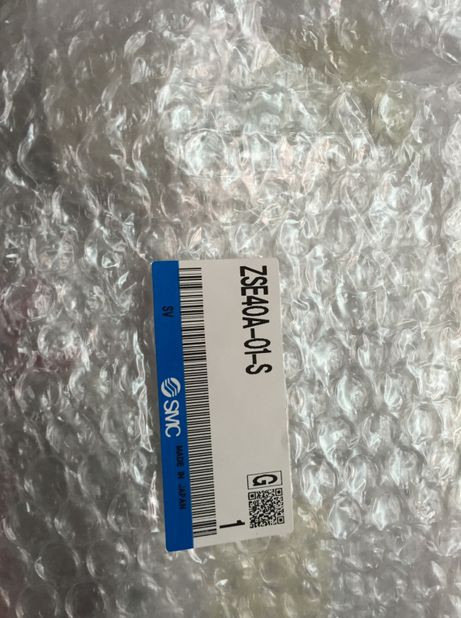 ZSE40A-01-S
G
1
SV
SMC
MADE IN JAPAN